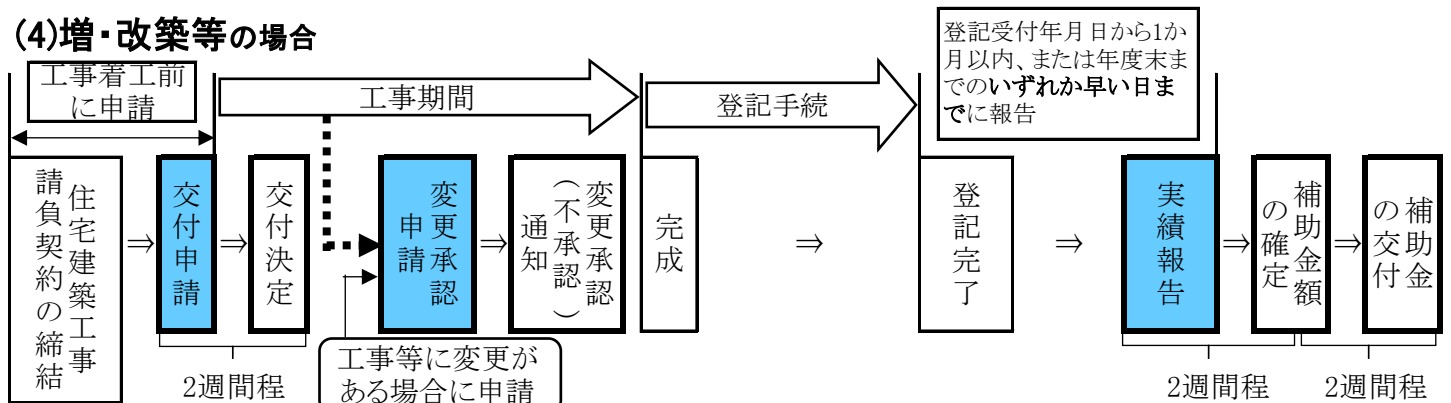 (4)増・改築等の場合
工事着工前
に申請
工事期間
登記手続
登記受付年月日から1か
月以内、または年度末ま
でのいずれか早い日ま
でに報告
住宅建築工事
請負契約の締結
⇒
交付申請
⇒
交付決定
変更承認
申請
⇒
変更承認
(不承認)
通知
完成
⇒
登記完了
⇒
実績報告
⇒
補助金額
の確定
⇒
補助金
の交付
2週間程
工事等に変更が
ある場合に申請
2週間程
2週間程